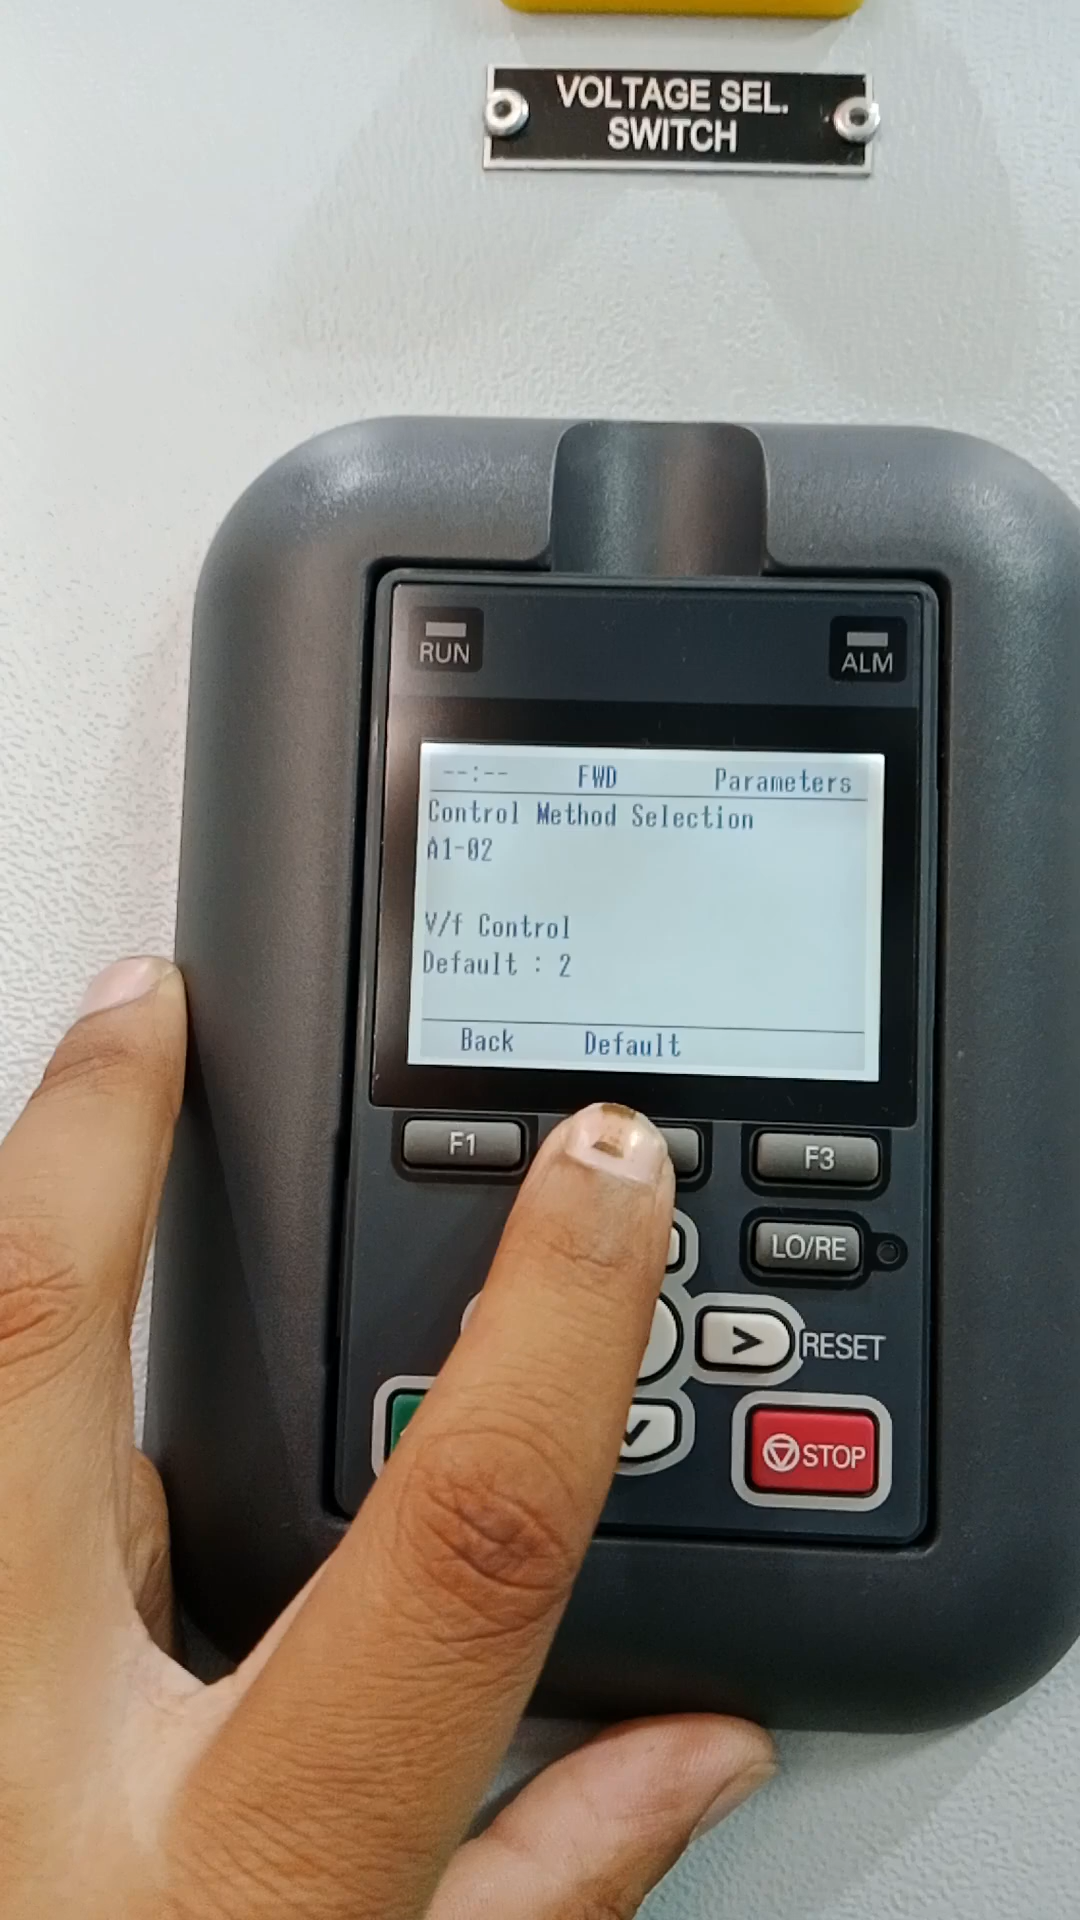 VOLTAGE SEL.
SWITCH
RUN
ALM
--:-- FWD Parameters
Control Method Selection
A1-02
V/f Control
Default : 2
Back Default
F1
F3
LO/RE
> RESET
STOP